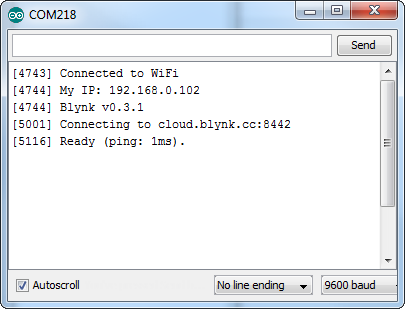 COM218
Send
[4743] Connected to WiFi
[4744] My IP: 192.168.0.102
[4744] Blynk v0.3.1
[5001] Connecting to cloud.blynk.cc:8442
[5116] Ready (ping: 1ms).
Autoscroll
No line ending
9600 baud